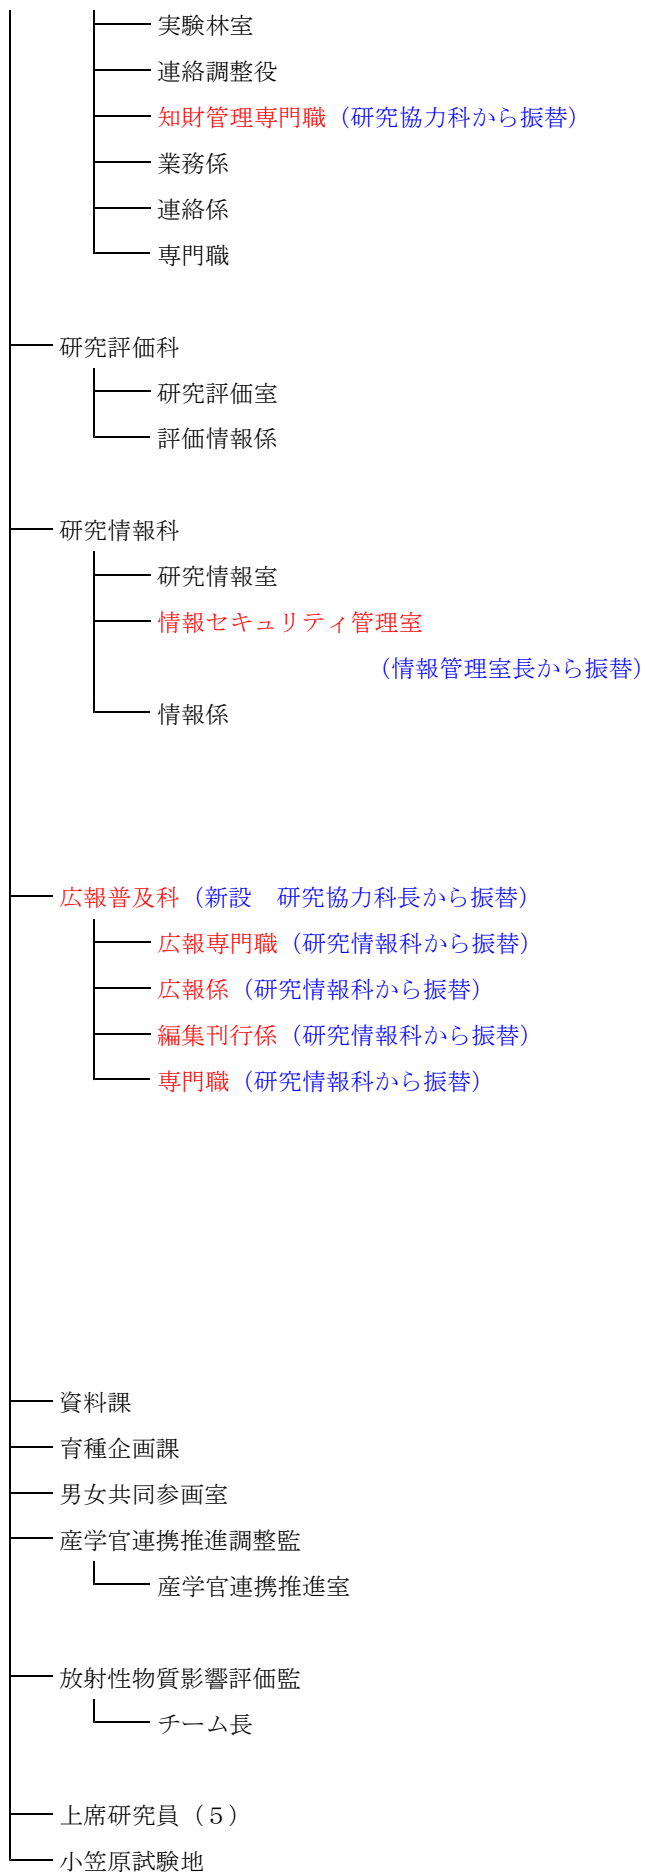 実験林室
連絡調整役
知財管理専門職（研究協力科から振替）
業務係
連絡係
専門職
研究評価科
研究評価室
評価情報係
研究情報科
研究情報室
情報セキュリティ管理室
（情報管理室長から振替）
情報係
広報普及科（新設　研究協力科長から振替）
広報専門職（研究情報科から振替）
広報係（研究情報科から振替）
編集刊行係（研究情報科から振替）
専門職（研究情報科から振替）
資料課
育種企画課
男女共同参画室
産学官連携推進調整監
産学官連携推進室
放射性物質影響評価監
チーム長
上席研究員（５）
小笠原試験地